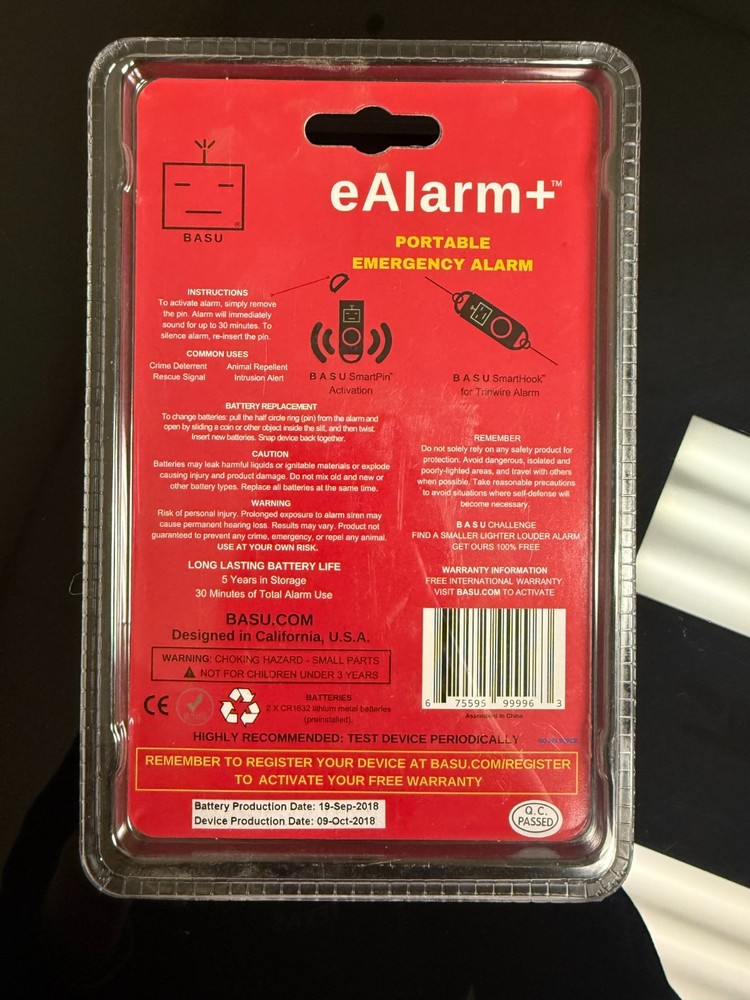 BASU
eAlarm+™
PORTABLE
EMERGENCY ALARM
INSTRUCTIONS
To activate alarm, simply remove
the pin. Alarm will immediately
sound for up to 30 minutes. To
silence alarm, re-insert the pin.
COMMON USES
Crime Deterrent Animal Repellent
Rescue Signal Intrusion Alert
BASU SmartPin™
Activation
BASU SmartHook™
for Tripwire Alarm
BATTERY REPLACEMENT
To change batteries: pull the half circle ring (pin) from the alarm and
open by sliding a coin or other object inside the slit, and then twist.
Insert new batteries. Snap device back together.
CAUTION
Batteries may leak harmful liquids or ignitable materials or explode
causing injury and product damage. Do not mix old and new or
other battery types. Replace all batteries at the same time.
WARNING
Risk of personal injury. Prolonged exposure to alarm siren may
cause permanent hearing loss. Results may vary. Product not
guaranteed to prevent any crime, emergency, or repel any animal.
USE AT YOUR OWN RISK.
LONG LASTING BATTERY LIFE
5 Years in Storage
30 Minutes of Total Alarm Use
BASU.COM
Designed in California, U.S.A.
WARNING: CHOKING HAZARD - SMALL PARTS
NOT FOR CHILDREN UNDER 3 YEARS
REMEMBER
Do not solely rely on any safety product for
protection. Avoid dangerous, isolated and
poorly-lighted areas, and travel with others
when possible. Take reasonable precautions
to avoid situations where self-defense will
become necessary.
BASU CHALLENGE
FIND A SMALLER LIGHTER LOUDER ALARM
GET OURS 100% FREE
WARRANTY INFORMATION
FREE INTERNATIONAL WARRANTY
VISIT BASU.COM TO ACTIVATE
6 75595 99996 3
Assembled in China
CE
BATTERIES
2 X CR1632 lithium metal batteries
(preinstalled).
HIGHLY RECOMMENDED: TEST DEVICE PERIODICALLY
REMEMBER TO REGISTER YOUR DEVICE AT BASU.COM/REGISTER
TO ACTIVATE YOUR FREE WARRANTY
Battery Production Date: 19-Sep-2018
Device Production Date: 09-Oct-2018
Q.C.
PASSED